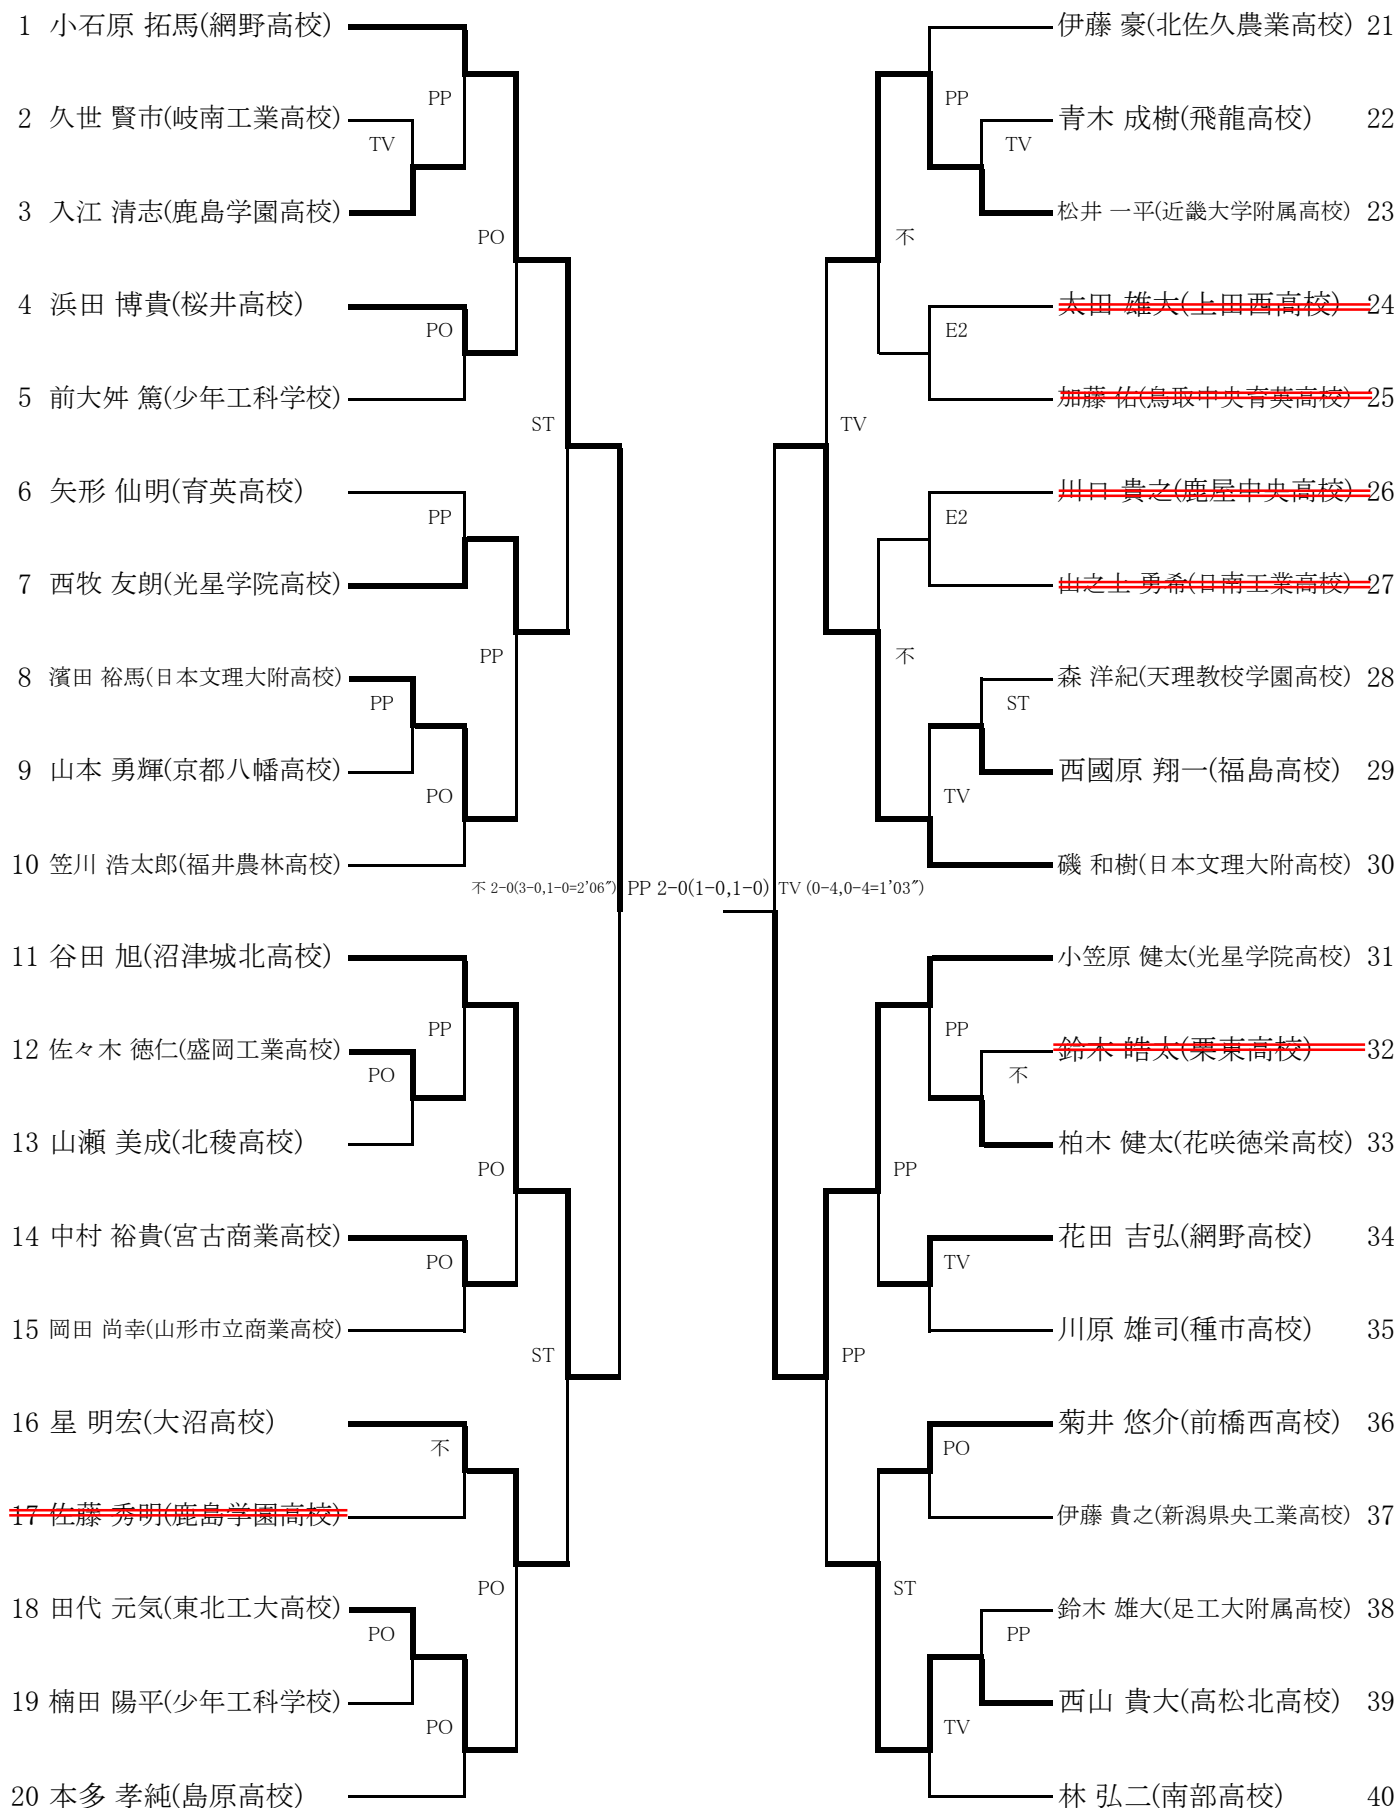 1 小石原 拓馬(網野高校)
2 久世 賢市(岐南工業高校)
3 入江 清志(鹿島学園高校)
4 浜田 博貴(桜井高校)
5 前大舛 篤(少年工科学校)
6 矢形 仙明(育英高校)
7 西牧 友朗(光星学院高校)
8 濱田 裕馬(日本文理大附高校)
9 山本 勇輝(京都八幡高校)
10 笠川 浩太郎(福井農林高校)
11 谷田 旭(沼津城北高校)
12 佐々木 徳仁(盛岡工業高校)
13 山瀬 美成(北稜高校)
14 中村 裕貴(宮古商業高校)
15 岡田 尚幸(山形市立商業高校)
16 星 明宏(大沼高校)
17 佐藤 秀明(鹿島学園高校)
18 田代 元気(東北工大高校)
19 楠田 陽平(少年工科学校)
20 本多 孝純(島原高校)
PP
TV
PO
PO
ST
PP
PP
PP
PO
PP
PO
PO
PO
ST
不
PO
PO
PO
不 2-0(3-0,1-0=2'06")
PP 2-0(1-0,1-0)
TV (0-4,0-4=1'03")
PP
TV
不
E2
TV
E2
不
ST
TV
PP
不
PP
TV
PP
PO
ST
PP
TV
伊藤 豪(北佐久農業高校) 21
青木 成樹(飛龍高校) 22
松井 一平(近畿大学附属高校) 23
太田 雄大(上田西高校) 24
加藤 佑(鳥取中央育英高校) 25
川口 貴之(鹿屋中央高校) 26
山之上 勇希(日南工業高校) 27
森 洋紀(天理教校学園高校) 28
西國原 翔一(福島高校) 29
磯 和樹(日本文理大附高校) 30
小笠原 健太(光星学院高校) 31
鈴木 皓太(栗東高校) 32
柏木 健太(花咲徳栄高校) 33
花田 吉弘(網野高校) 34
川原 雄司(種市高校) 35
菊井 悠介(前橋西高校) 36
伊藤 貴之(新潟県央工業高校) 37
鈴木 雄大(足工大附属高校) 38
西山 貴大(高松北高校) 39
林 弘二(南部高校) 40